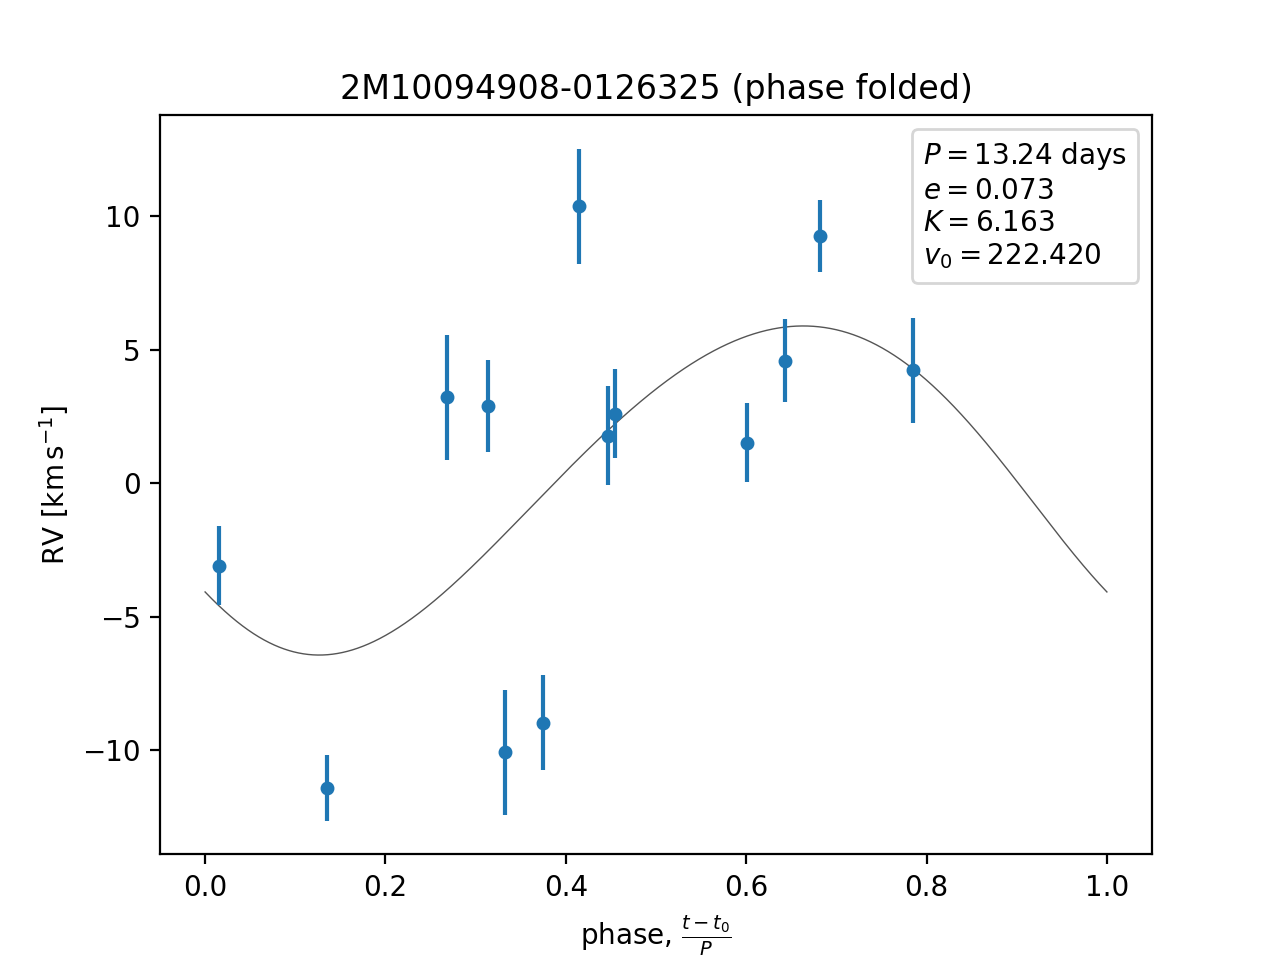 2M10094908-0126325 (phase folded)
P = 13.24 days
e = 0.073
K = 6.163
v₀ = 222.420
10
5
0
−5
−10
RV [km s⁻¹]
0.0 0.2 0.4 0.6 0.8 1.0
phase, (t − t₀)/P